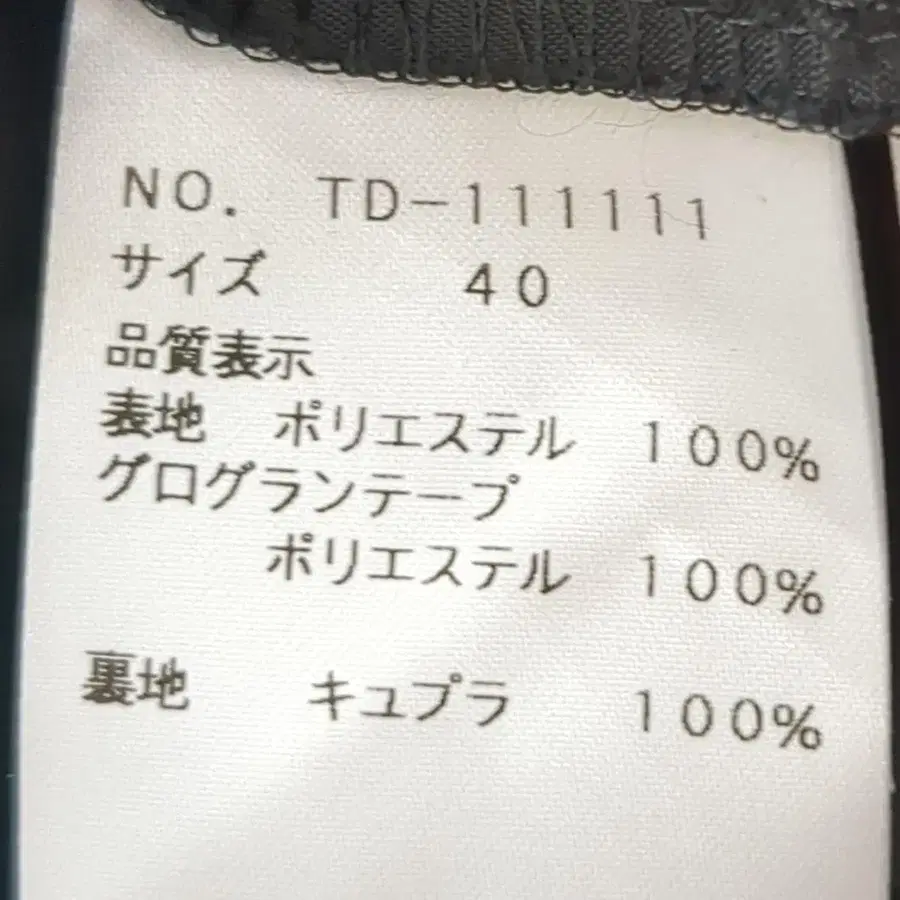 NO. TD-111111
サイズ 40
品質表示
表地 ポリエステル 100%
グログランテープ
ポリエステル 100%
裏地 キュプラ 100%